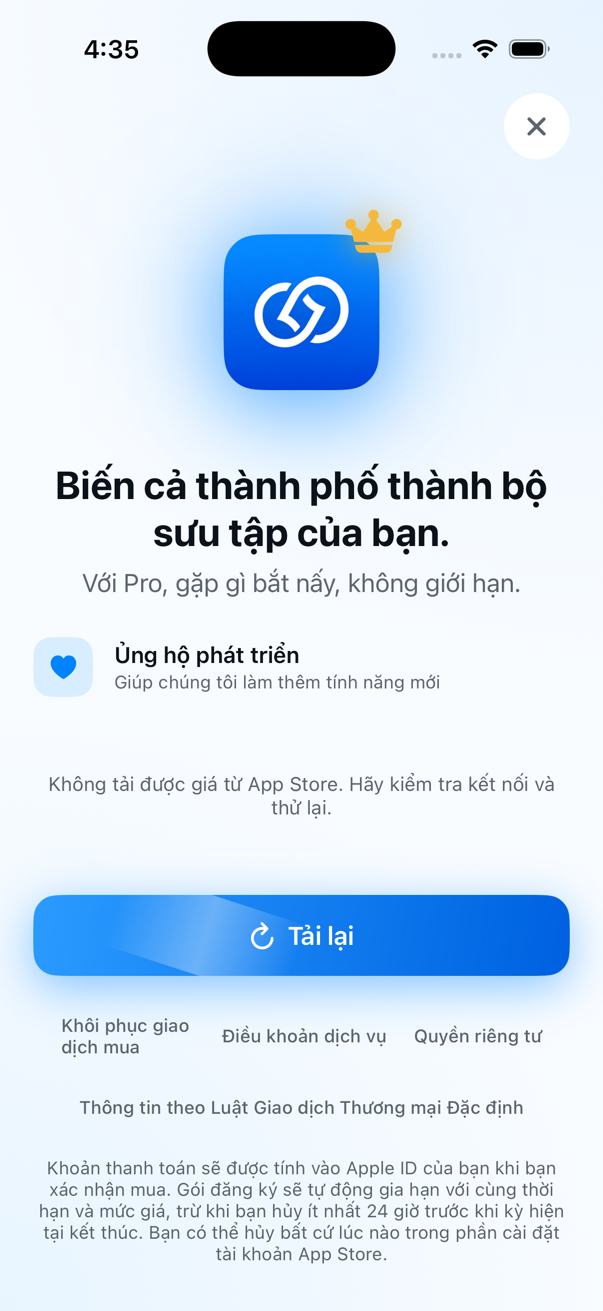 4:35
Biến cả thành phố thành bộ
sưu tập của bạn.
Với Pro, gặp gì bắt nấy, không giới hạn.
Ủng hộ phát triển
Giúp chúng tôi làm thêm tính năng mới
Không tải được giá từ App Store. Hãy kiểm tra kết nối và
thử lại.
Tải lại
Khôi phục giao
dịch mua
Điều khoản dịch vụ
Quyền riêng tư
Thông tin theo Luật Giao dịch Thương mại Đặc định
Khoản thanh toán sẽ được tính vào Apple ID của bạn khi bạn
xác nhận mua. Gói đăng ký sẽ tự động gia hạn với cùng thời
hạn và mức giá, trừ khi bạn hủy ít nhất 24 giờ trước khi kỳ hiện
tại kết thúc. Bạn có thể hủy bất cứ lúc nào trong phần cài đặt
tài khoản App Store.